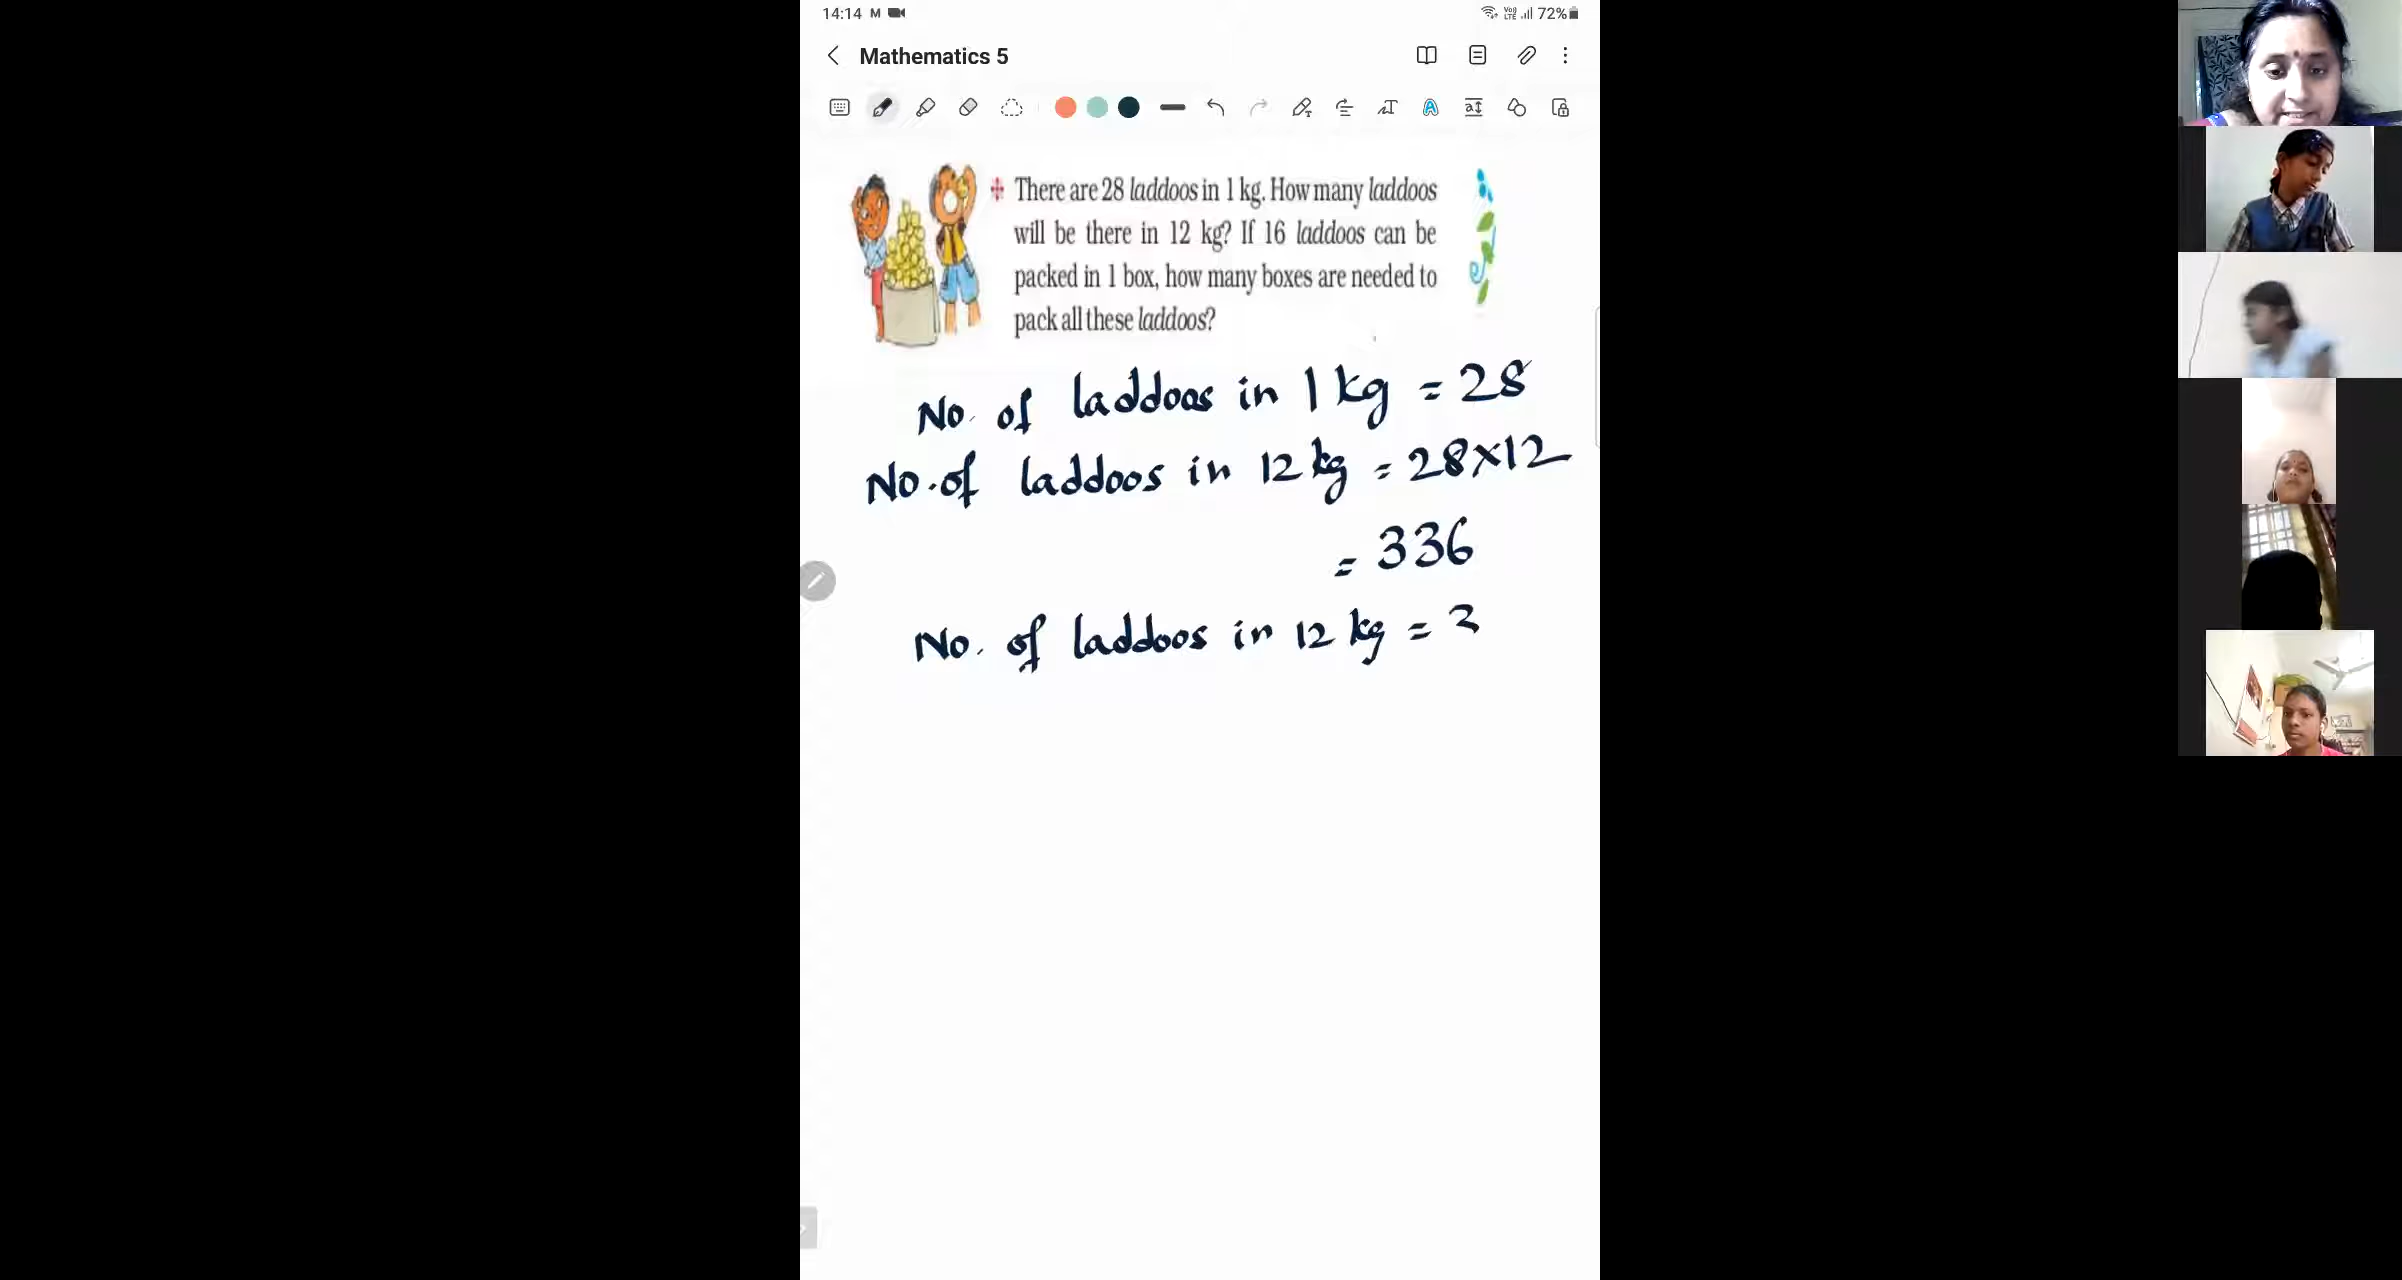 14:14 M
Vo) LTE 72%
Mathematics 5
There are 28 laddoos in 1 kg. How many laddoos
will be there in 12 kg? If 16 laddoos can be
packed in 1 box, how many boxes are needed to
pack all these laddoos?
No. of laddoos in 1 kg = 28
No. of laddoos in 12 kg = 28×12
= 336
No. of laddoos in 12 kg = 3